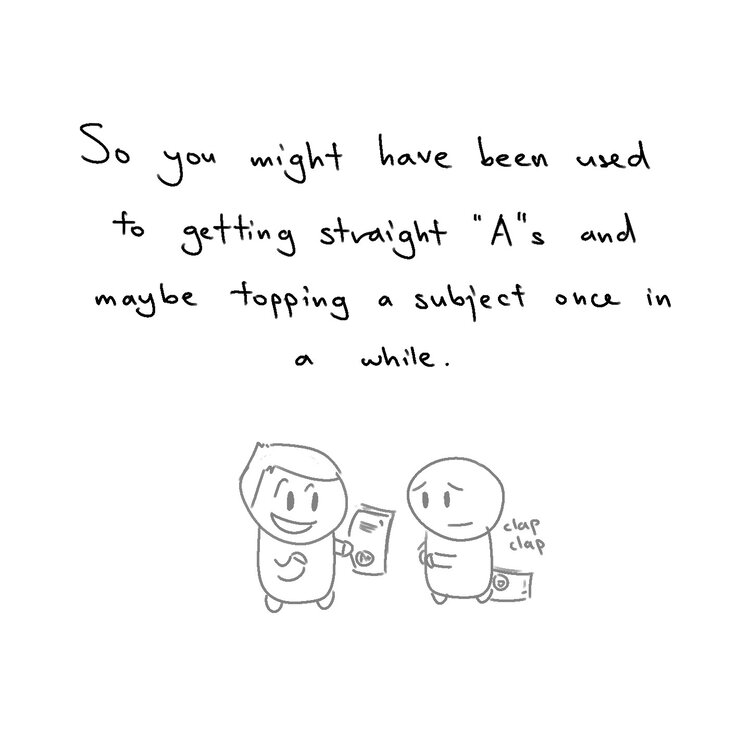 So you might have been used
to getting straight "A"s and
maybe topping a subject once in
a while.
clap
clap